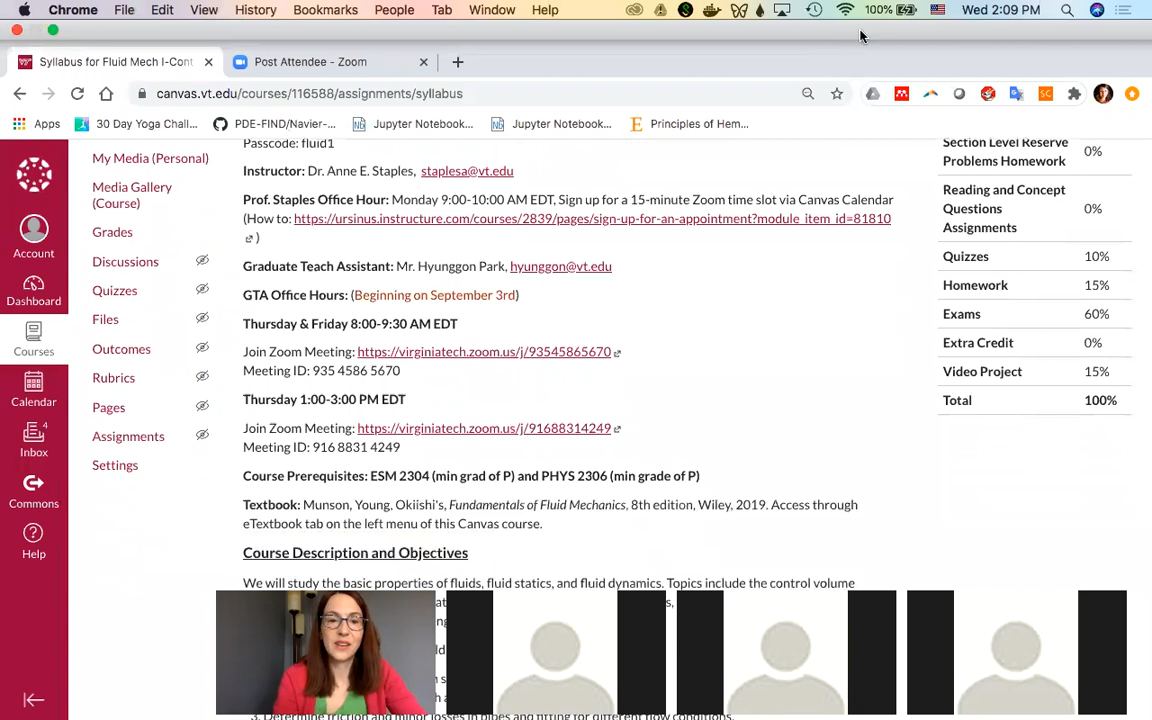 Chrome File Edit View History Bookmarks People Tab Window Help 100% Wed 2:09 PM
Syllabus for Fluid Mech I-Cont Post Attendee - Zoom
canvas.vt.edu/courses/116588/assignments/syllabus
Apps 30 Day Yoga Chall... PDE-FIND/Navier-... Jupyter Notebook... Jupyter Notebook... Principles of Hem...
Account
Dashboard
Courses
Calendar
4
Inbox
Commons
Help
My Media (Personal)
Media Gallery
(Course)
Grades
Discussions
Quizzes
Files
Outcomes
Rubrics
Pages
Assignments
Settings
Passcode: fluid1
Instructor: Dr. Anne E. Staples, staplesa@vt.edu
Prof. Staples Office Hour: Monday 9:00-10:00 AM EDT, Sign up for a 15-minute Zoom time slot via Canvas Calendar
(How to: https://ursinus.instructure.com/courses/2839/pages/sign-up-for-an-appointment?module_item_id=81810
)
Graduate Teach Assistant: Mr. Hyunggon Park, hyunggon@vt.edu
GTA Office Hours: (Beginning on September 3rd)
Thursday & Friday 8:00-9:30 AM EDT
Join Zoom Meeting: https://virginiatech.zoom.us/j/93545865670
Meeting ID: 935 4586 5670
Thursday 1:00-3:00 PM EDT
Join Zoom Meeting: https://virginiatech.zoom.us/j/91688314249
Meeting ID: 916 8831 4249
Course Prerequisites: ESM 2304 (min grad of P) and PHYS 2306 (min grade of P)
Textbook: Munson, Young, Okiishi's, Fundamentals of Fluid Mechanics, 8th edition, Wiley, 2019. Access through
eTextbook tab on the left menu of this Canvas course.
Course Description and Objectives
We will study the basic properties of fluids, fluid statics, and fluid dynamics. Topics include the control volume
3. Determine friction and minor losses in pipes and fitting for different flow conditions.
Section Level Reserve
Problems Homework 0%
Reading and Concept
Questions 0%
Assignments
Quizzes 10%
Homework 15%
Exams 60%
Extra Credit 0%
Video Project 15%
Total 100%